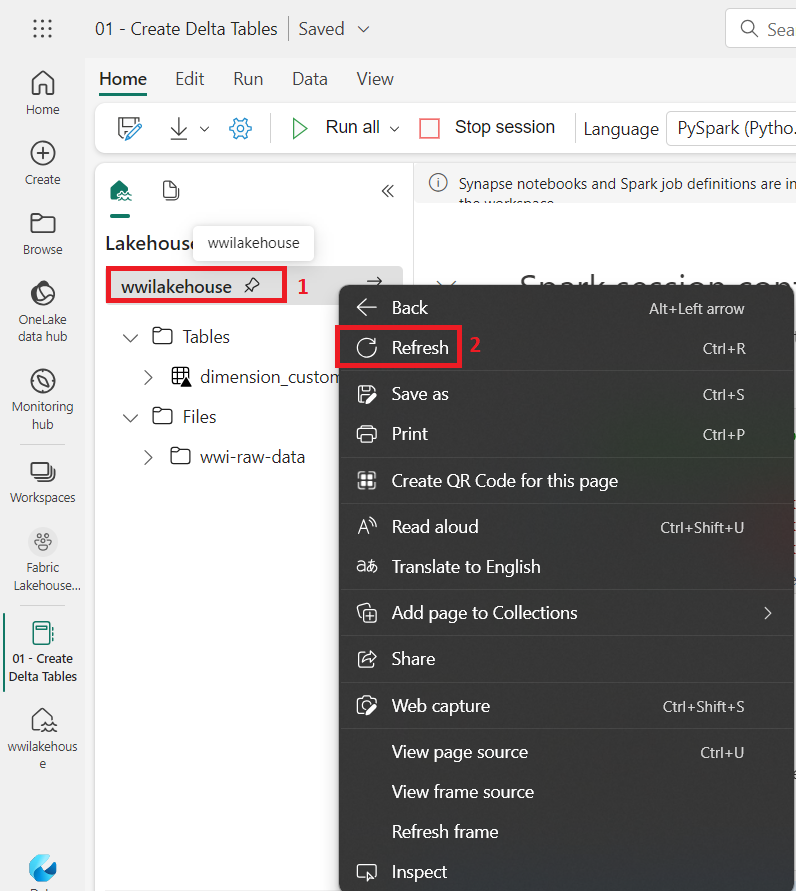 01 - Create Delta Tables
Saved
Sea
Home
Edit
Run
Data
View
Run all
Stop session
Language
PySpark (Pytho.
Home
Create
Browse
OneLake
data hub
Monitoring
hub
Workspaces
Fabric
Lakehouse...
01 - Create
Delta Tables
wwilakehous
e
Lakehouse
wwilakehouse
wwilakehouse
1
Tables
dimension_custom
Files
wwi-raw-data
Synapse notebooks and Spark job definitions are in
the workspace
Spark session con
Back Alt+Left arrow
Refresh Ctrl+R
2
Save as Ctrl+S
Print Ctrl+P
Create QR Code for this page
Read aloud Ctrl+Shift+U
Translate to English
Add page to Collections
Share
Web capture Ctrl+Shift+S
View page source Ctrl+U
View frame source
Refresh frame
Inspect